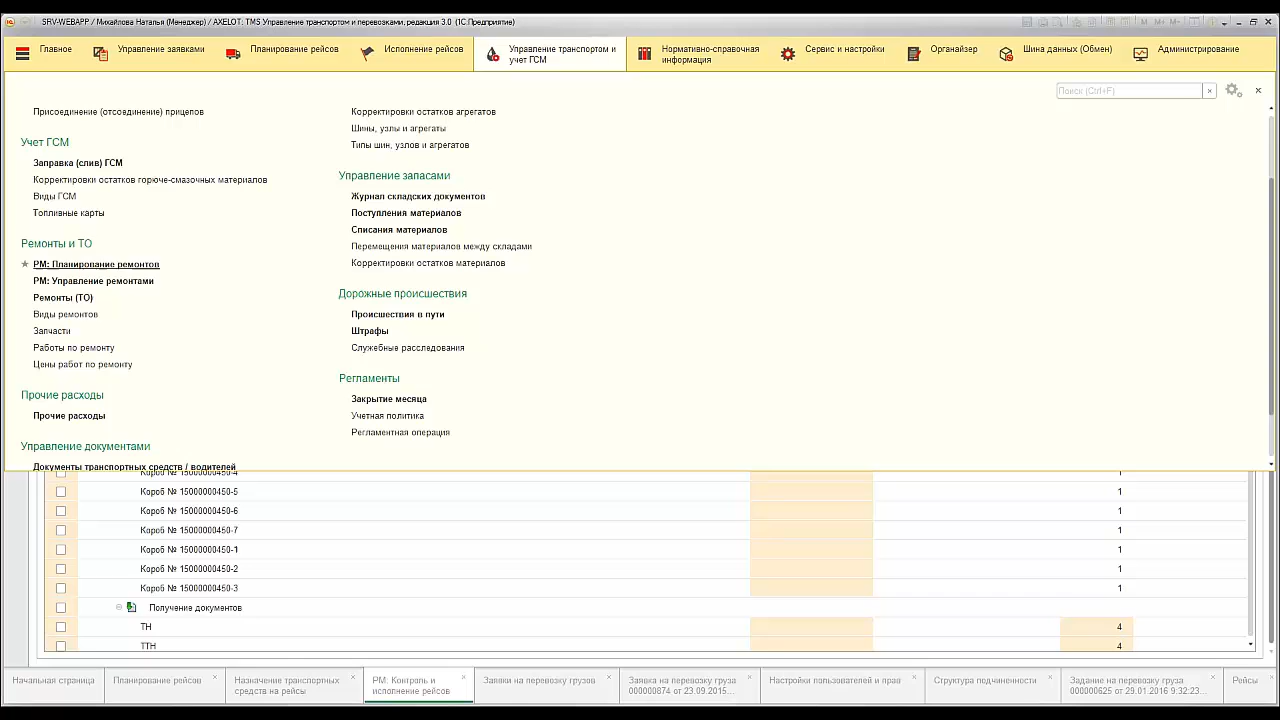 SRV-WEBAPP / Михайлова Наталья (Менеджер) / AXELOT: TMS Управление транспортом и перевозками, редакция 3.0 (1С:Предприятие)
Главное
Управление заявками
Планирование рейсов
Исполнение рейсов
Управление транспортом и
учет ГСМ
Нормативно-справочная
информация
Сервис и настройки
Органайзер
Шина данных (Обмен)
Администрирование
Поиск (Ctrl+F)
Присоединение (отсоединение) прицепов
Учет ГСМ
Заправка (слив) ГСМ
Корректировки остатков горюче-смазочных материалов
Виды ГСМ
Топливные карты
Ремонты и ТО
РМ: Планирование ремонтов
РМ: Управление ремонтами
Ремонты (ТО)
Виды ремонтов
Запчасти
Работы по ремонту
Цены работ по ремонту
Прочие расходы
Прочие расходы
Управление документами
Документы транспортных средств / водителей
Корректировки остатков агрегатов
Шины, узлы и агрегаты
Типы шин, узлов и агрегатов
Управление запасами
Журнал складских документов
Поступления материалов
Списания материалов
Перемещения материалов между складами
Корректировки остатков материалов
Дорожные происшествия
Происшествия в пути
Штрафы
Служебные расследования
Регламенты
Закрытие месяца
Учетная политика
Регламентная операция
Короб № 15000000450-4 1
Короб № 15000000450-5 1
Короб № 15000000450-6 1
Короб № 15000000450-7 1
Короб № 15000000450-1 1
Короб № 15000000450-2 1
Короб № 15000000450-3 1
Получение документов
ТН 4
ТТН 4
Начальная страница
Планирование рейсов
Назначение транспортных
средств на рейсы
РМ: Контроль и
исполнение рейсов
Заявки на перевозку грузов
Заявка на перевозку груза
000000874 от 23.09.2015...
Настройки пользователей и прав
Структура подчиненности
Задание на перевозку груза
000000625 от 29.01.2016 9:32:23...
Рейсы